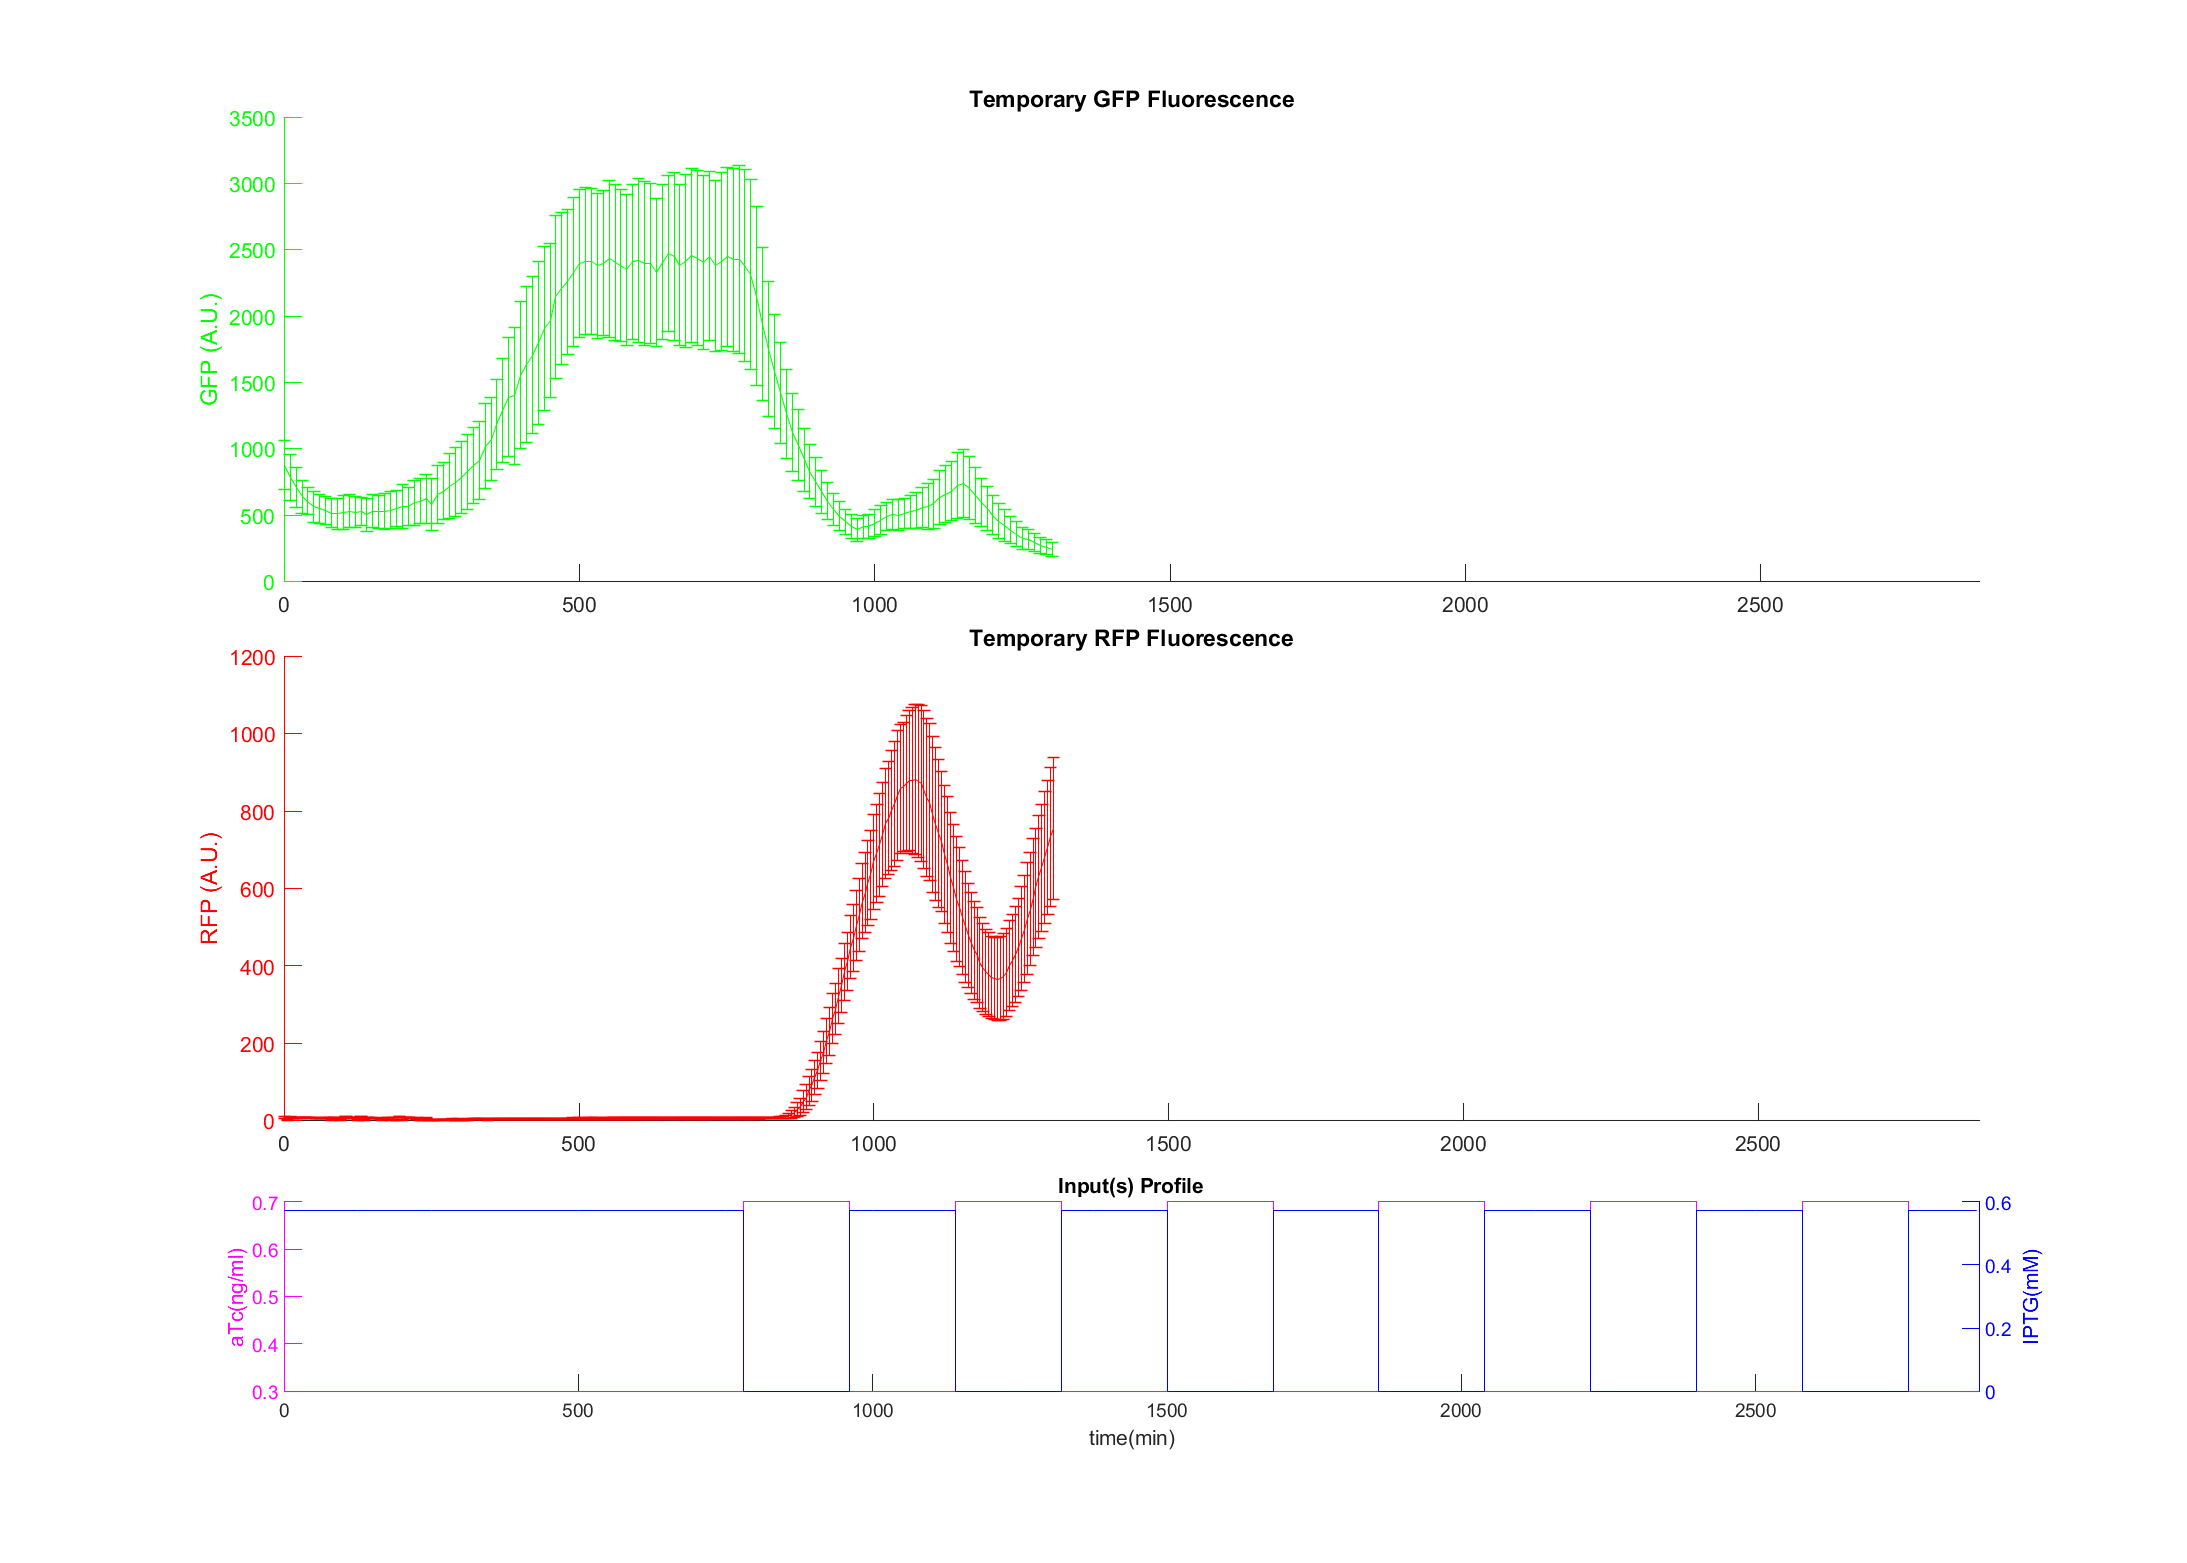 Temporary GFP Fluorescence
3500
3000
2500
2000
1500
1000
500
0
GFP (A.U.)
0 500 1000 1500 2000 2500
Temporary RFP Fluorescence
1200
1000
800
600
400
200
0
RFP (A.U.)
0 500 1000 1500 2000 2500
Input(s) Profile
0.7
0.6
0.5
0.4
0.3
aTc(ng/ml)
0.6
0.4
0.2
0
IPTG(mM)
0 500 1000 1500 2000 2500
time(min)